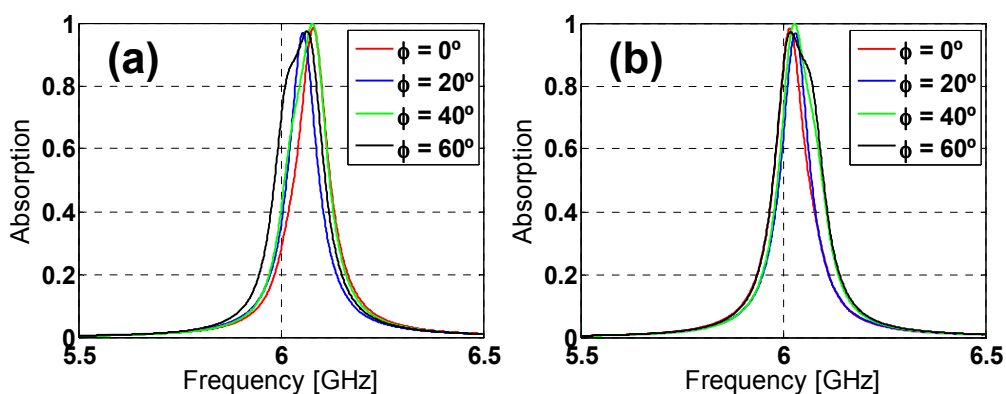 (a)
ϕ = 0º
ϕ = 20º
ϕ = 40º
ϕ = 60º
1
0.8
0.6
0.4
0.2
0
5.5
6
6.5
Absorption
Frequency [GHz]
(b)
ϕ = 0º
ϕ = 20º
ϕ = 40º
ϕ = 60º
1
0.8
0.6
0.4
0.2
0
5.5
6
6.5
Absorption
Frequency [GHz]